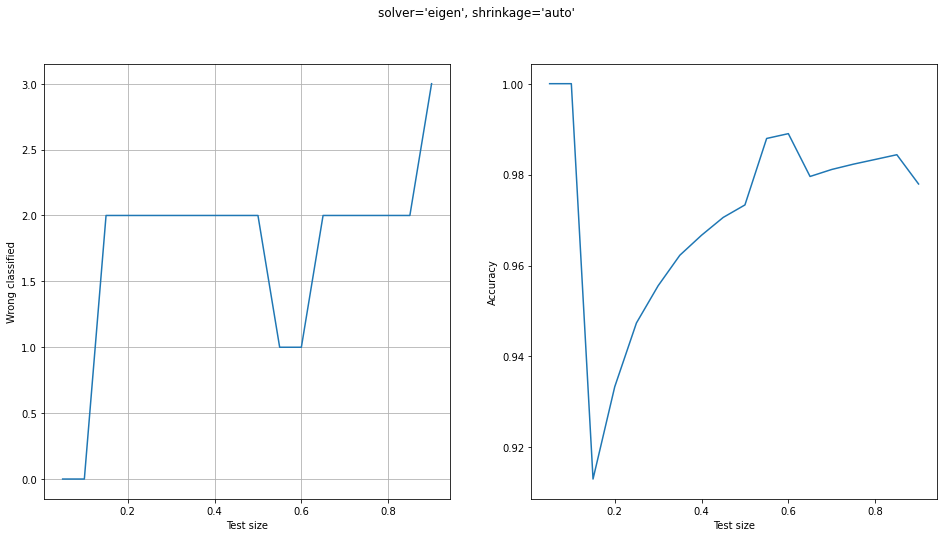 solver='eigen', shrinkage='auto'
3.0
2.5
2.0
1.5
1.0
0.5
0.0
Wrong classified
0.2 0.4 0.6 0.8
Test size
1.00
0.98
0.96
0.94
0.92
Accuracy
0.2 0.4 0.6 0.8
Test size